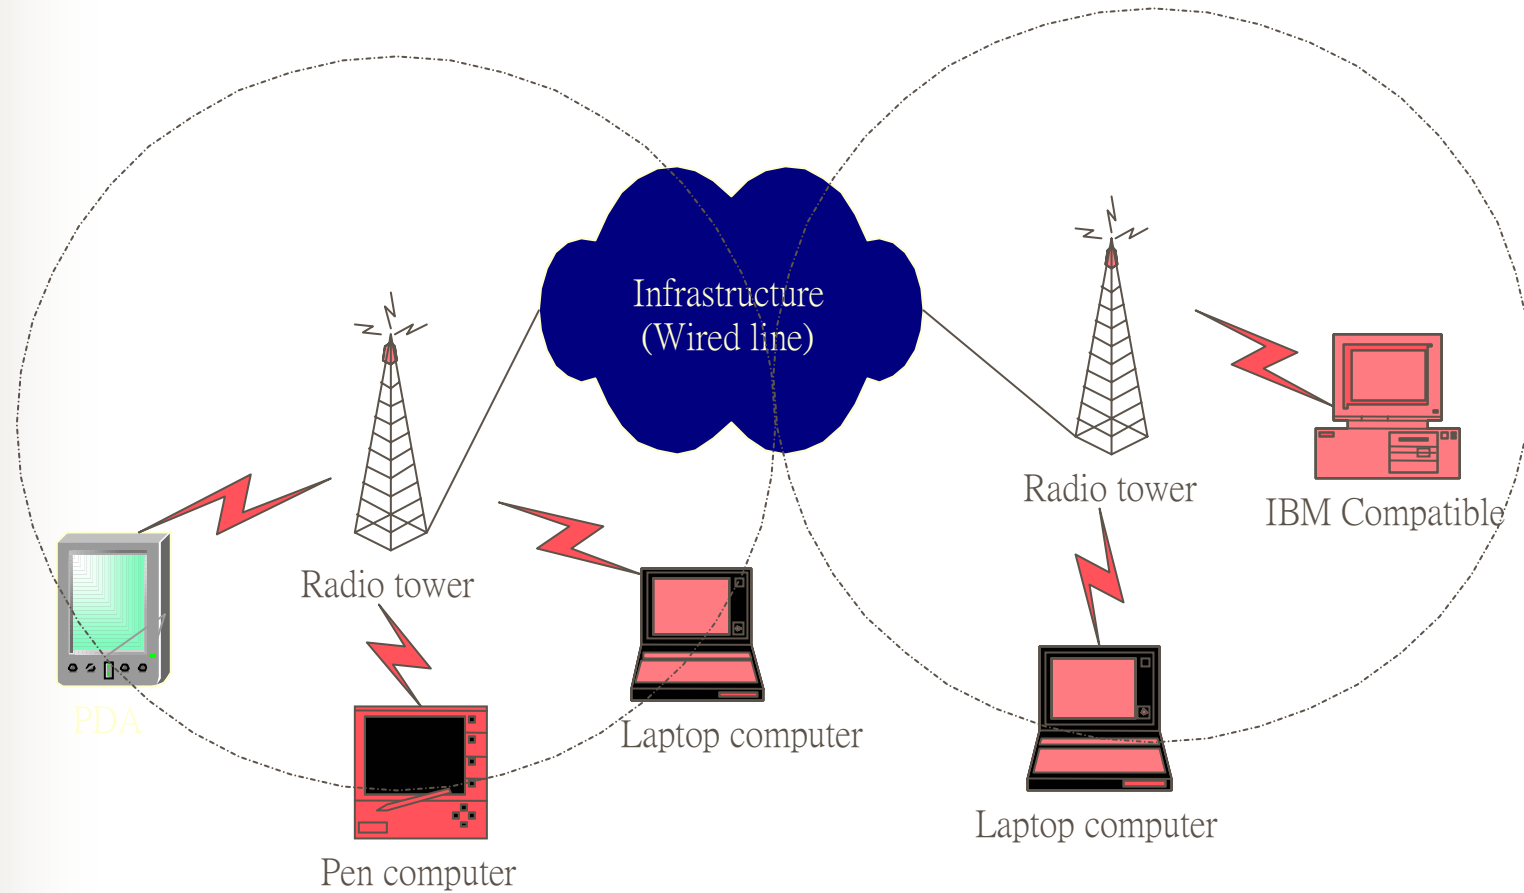 Infrastructure
(Wired line)
Radio tower
IBM Compatible
Radio tower
PDA
Laptop computer
Laptop computer
Pen computer